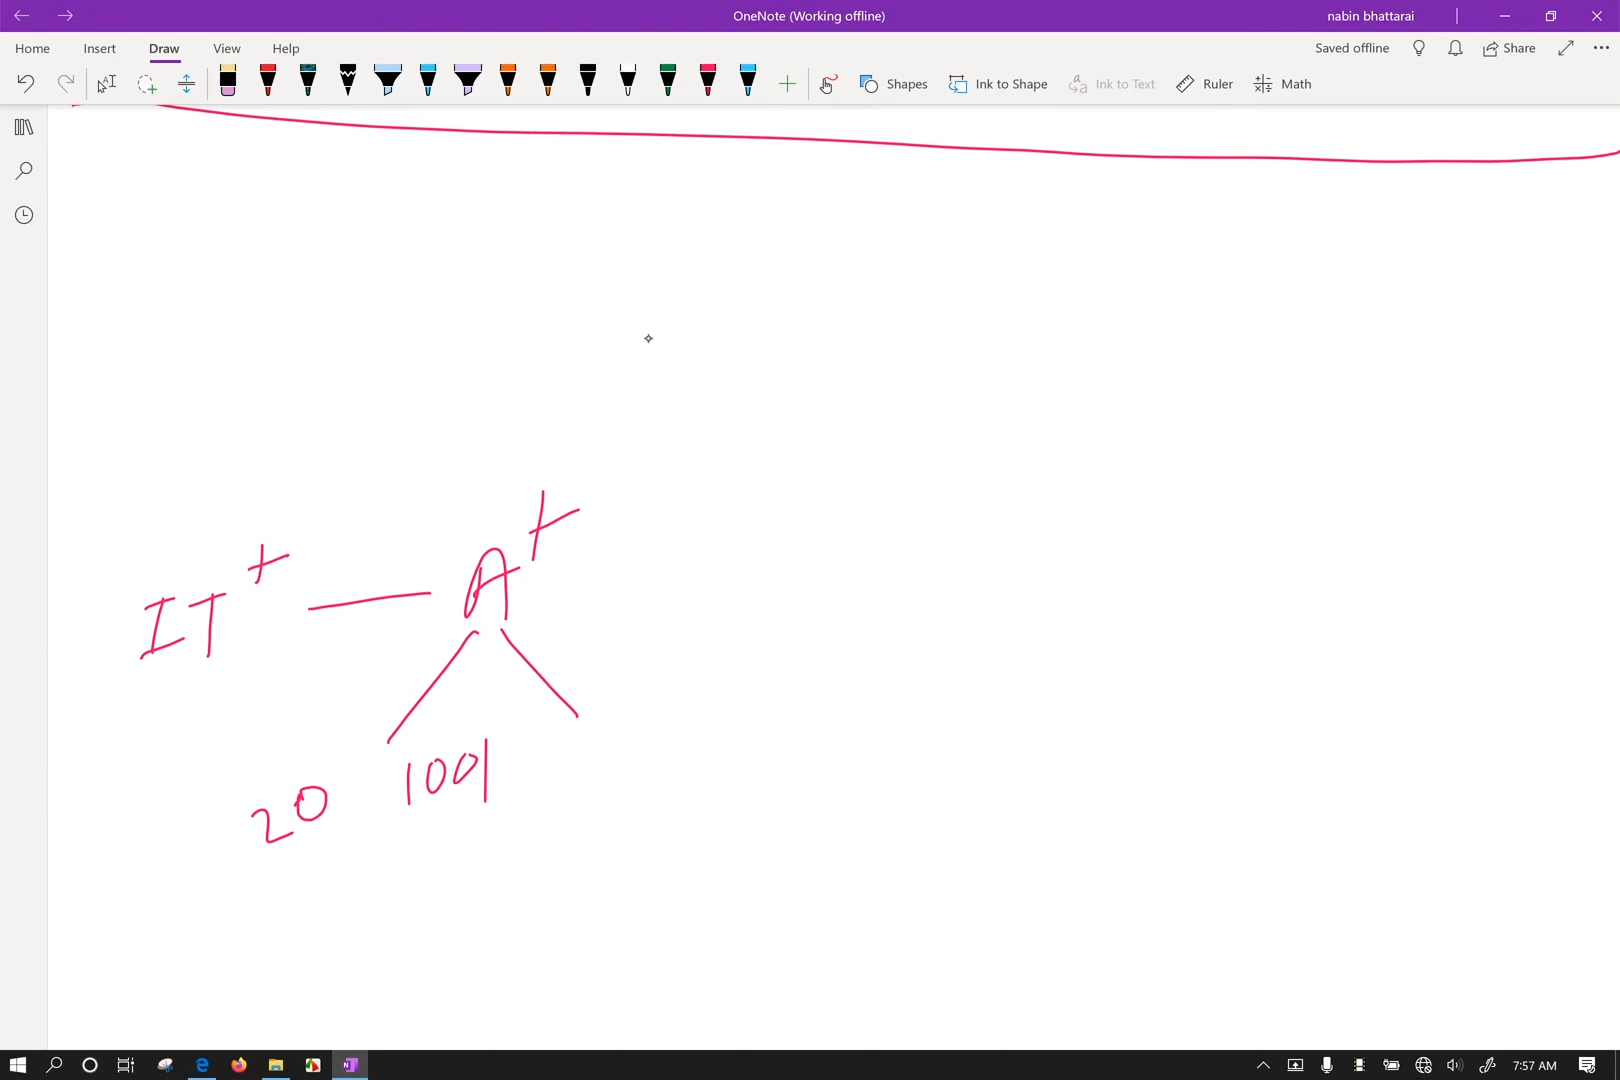 OneNote (Working offline)
nabin bhattarai
Home Insert Draw View Help
Saved offline Share
Shapes Ink to Shape Ink to Text Ruler Math
IT+ — A+
20 1001
7:57 AM